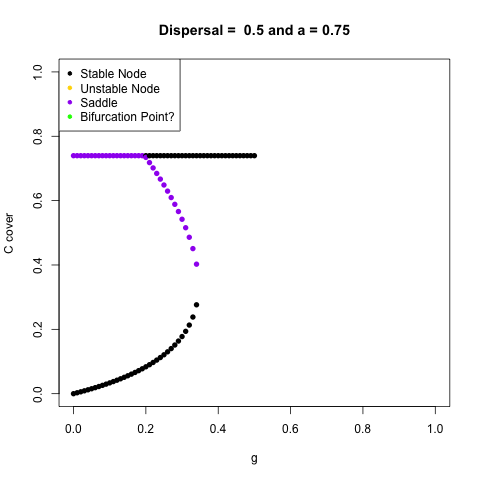 Dispersal =  0.5 and a = 0.75
Stable Node
Unstable Node
Saddle
Bifurcation Point?
C cover
1.0
0.8
0.6
0.4
0.2
0.0
0.0 0.2 0.4 0.6 0.8 1.0
g